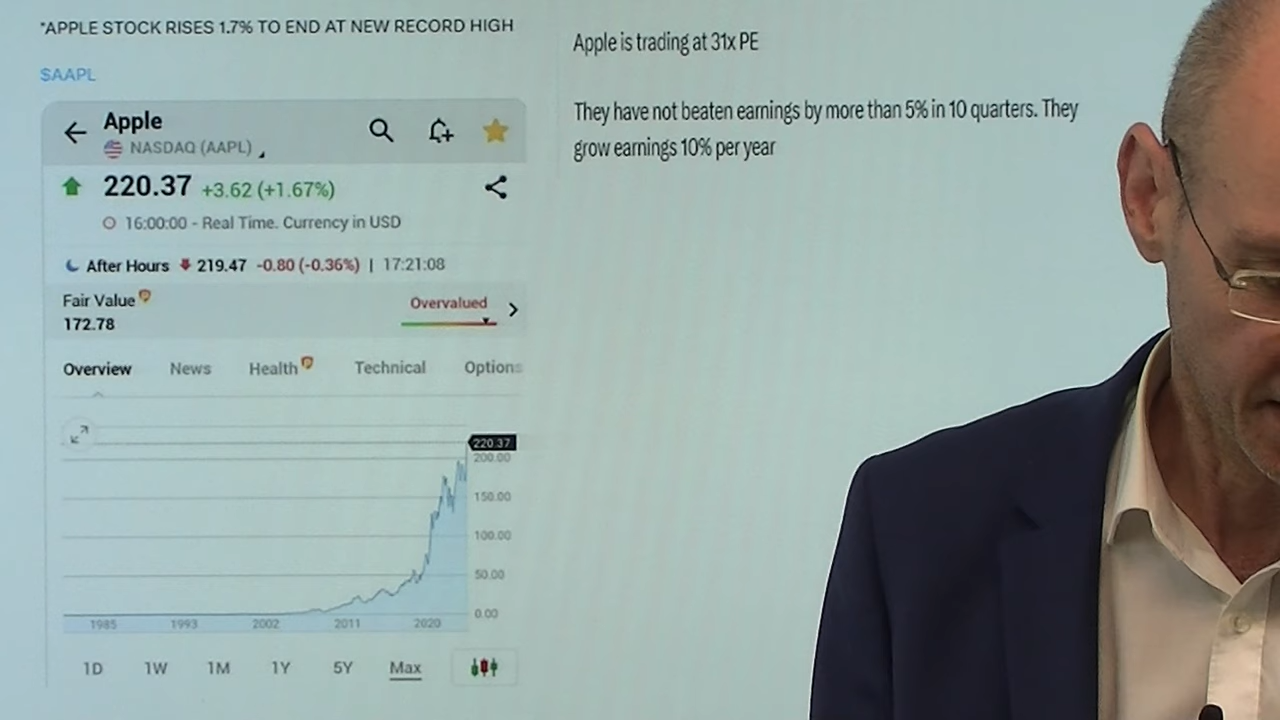 *APPLE STOCK RISES 1.7% TO END AT NEW RECORD HIGH
$AAPL
Apple
NASDAQ (AAPL)
220.37 +3.62 (+1.67%)
16:00:00 - Real Time. Currency in USD
After Hours 219.47 -0.80 (-0.36%) | 17:21:08
Fair Value
172.78
Overvalued
Overview News Health Technical Options
220.37
200.00
150.00
100.00
50.00
0.00
1985 1993 2002 2011 2020
1D 1W 1M 1Y 5Y Max
Apple is trading at 31x PE
They have not beaten earnings by more than 5% in 10 quarters. They
grow earnings 10% per year